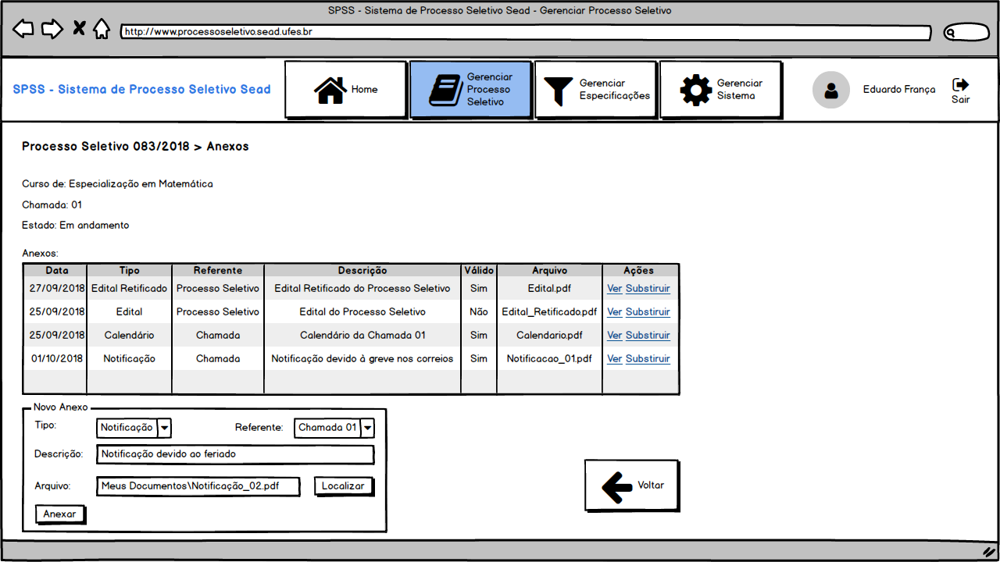 SPSS - Sistema de Processo Seletivo Sead - Gerenciar Processo Seletivo
http://www.processoseletivo.sead.ufes.br
SPSS - Sistema de Processo Seletivo Sead
Home
Gerenciar
Processo
Seletivo
Gerenciar
Especificações
Gerenciar
Sistema
Eduardo França
Sair
Processo Seletivo 083/2018 > Anexos
Curso de: Especialização em Matemática
Chamada: 01
Estado: Em andamento
Anexos:
Data Tipo Referente Descrição Válido Arquivo Ações
27/09/2018 Edital Retificado Processo Seletivo Edital Retificado do Processo Seletivo Sim Edital.pdf Ver Substiruir
25/09/2018 Edital Processo Seletivo Edital do Processo Seletivo Não Edital_Retificado.pdf Ver Substiruir
25/09/2018 Calendário Chamada Calendário da Chamada 01 Sim Calendario.pdf Ver Substiruir
01/10/2018 Notificação Chamada Notificação devido à greve nos correios Sim Notificacao_01.pdf Ver Substiruir
Novo Anexo
Tipo: Notificação Referente: Chamada 01
Descrição: Notificação devido ao feriado
Arquivo: Meus Documentos\Notificação_02.pdf Localizar
Anexar
Voltar